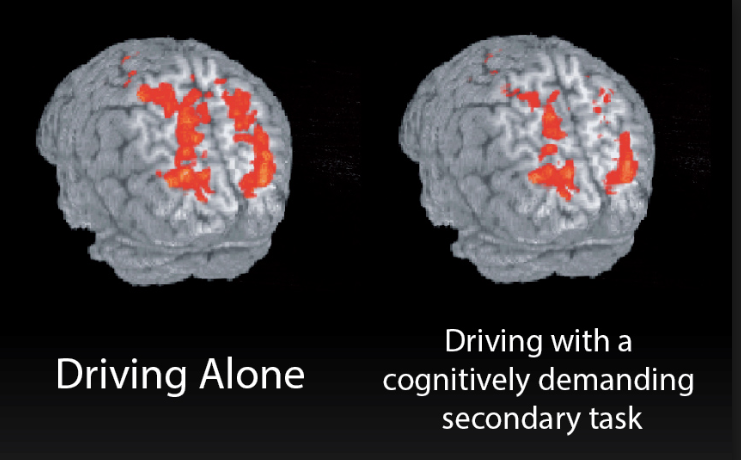 Driving Alone
Driving with a
cognitively demanding
secondary task